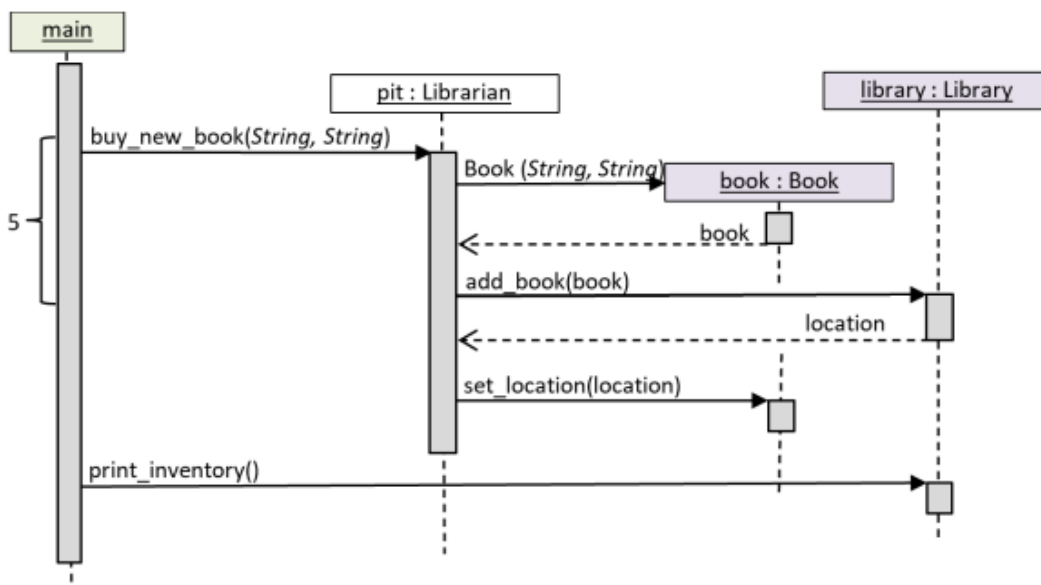 main
pit : Librarian
library : Library
buy_new_book(String, String)
Book (String, String)
book : Book
5
book
add_book(book)
location
set_location(location)
print_inventory()